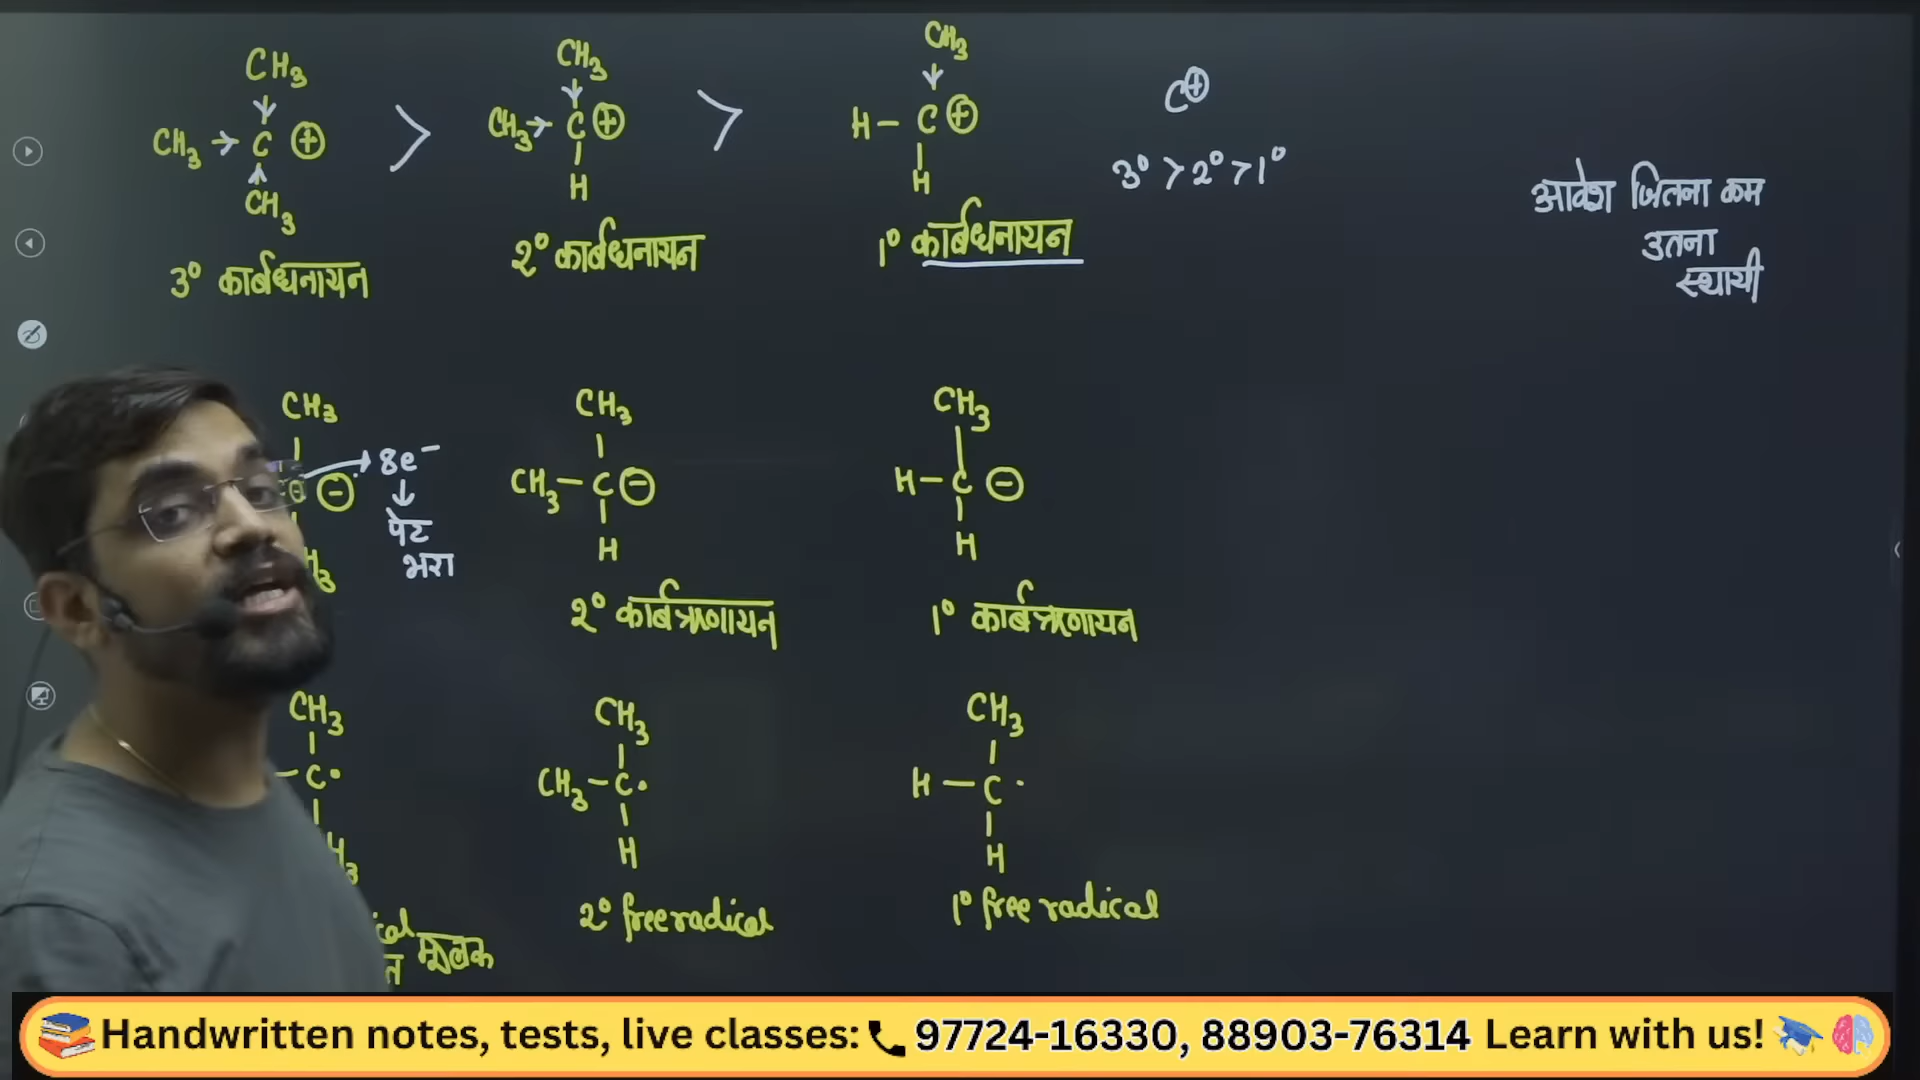 CH3
CH3 → C ⊕
CH3
3° कार्बधनायन
>
CH3
CH3 → C ⊕
H
2° कार्बधनायन
>
CH3
H – C ⊕
H
1° कार्बधनायन
C⊕
3° > 2° > 1°
आवेश जितना कम
उतना
स्थायी
CH3
⊖ → 8e⁻
↓
पेट
भरा
CH3
CH3 – C ⊖
H
2° कार्बऋणायन
CH3
H – C ⊖
H
1° कार्बऋणायन
CH3
– C•
CH3
CH3 – C•
H
2° free radical
CH3
H – C•
H
1° free radical
मूलक
Handwritten notes, tests, live classes: 97724-16330, 88903-76314 Learn with us!